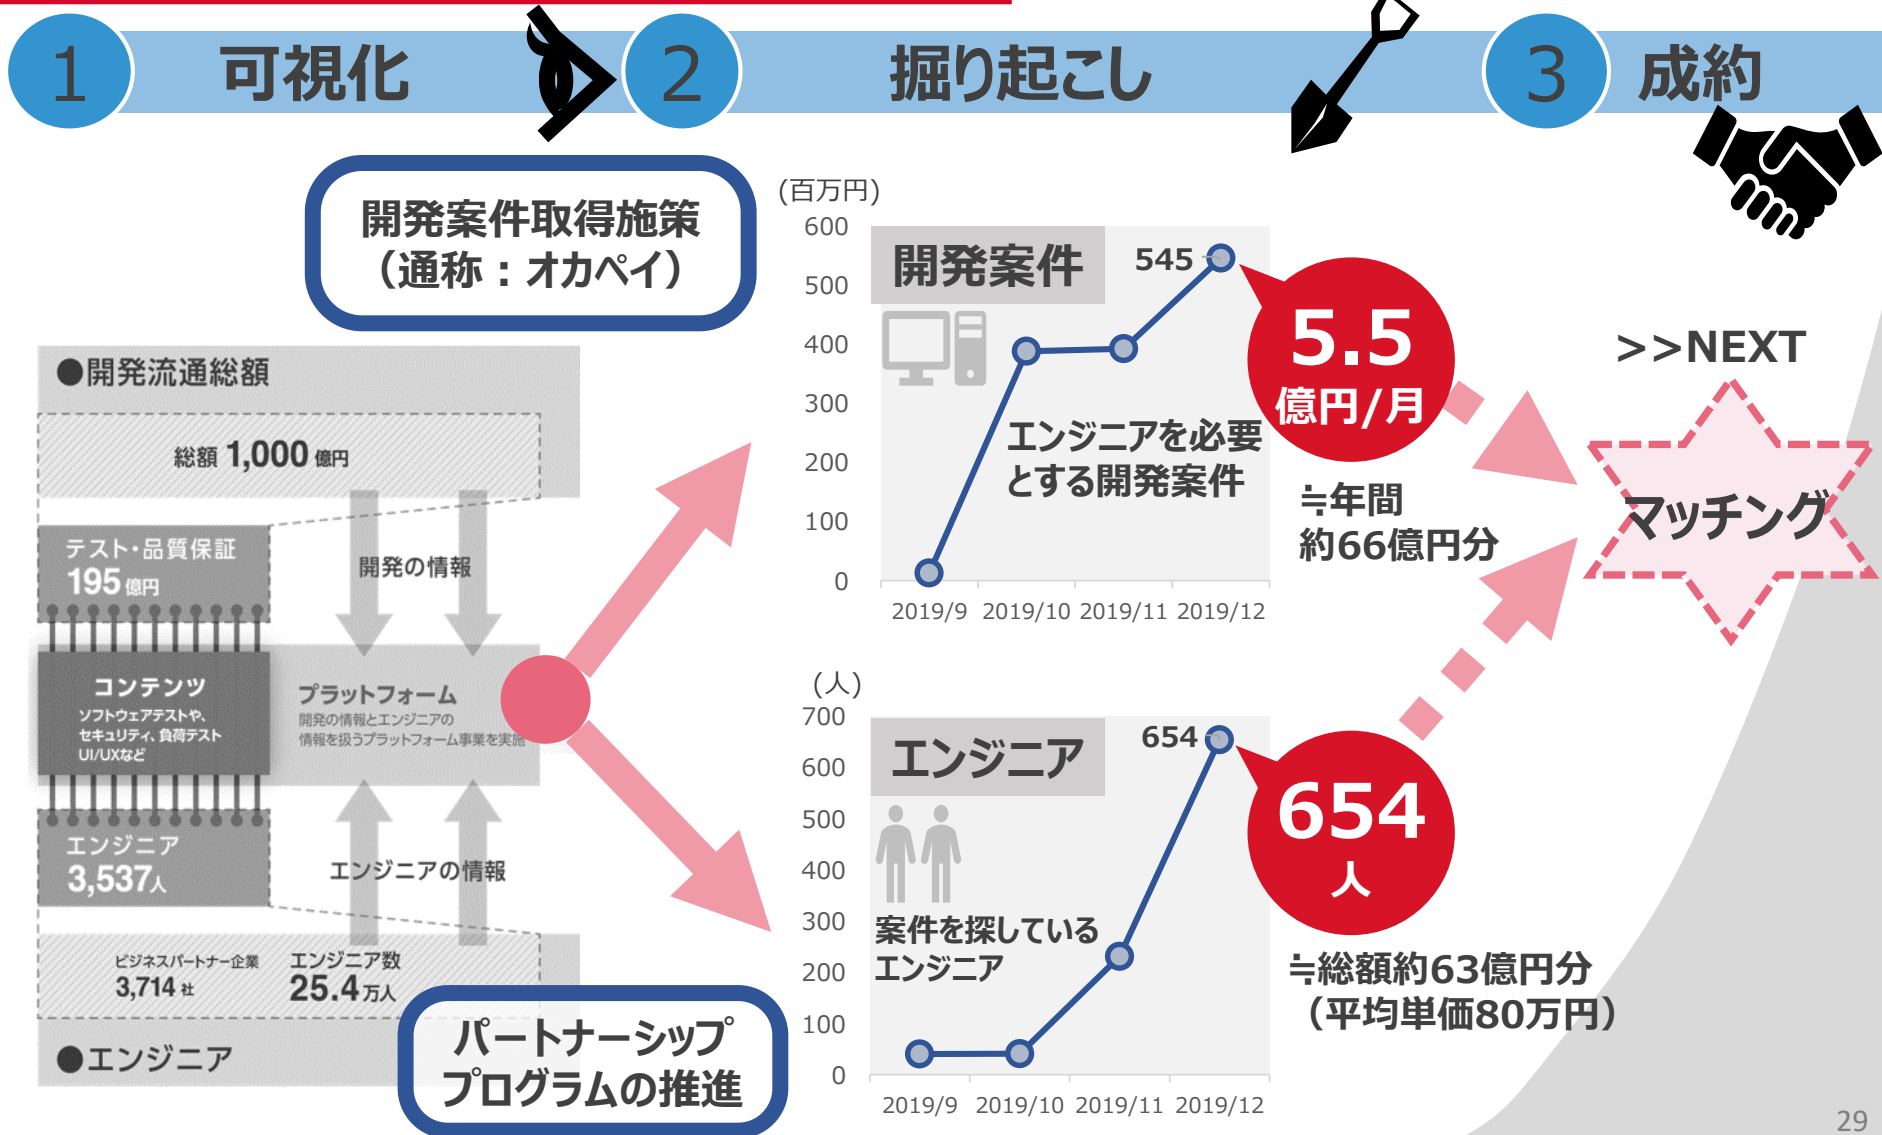 1 可視化
2 掘り起こし
3 成約
開発案件取得施策
（通称：オカペイ）
●開発流通総額
総額 1,000 億円
テスト・品質保証
195 億円
開発の情報
コンテンツ
ソフトウェアテストや、
セキュリティ、負荷テスト
UI/UXなど
プラットフォーム
開発の情報とエンジニアの
情報を扱うプラットフォーム事業を実施
エンジニア
3,537人
エンジニアの情報
ビジネスパートナー企業
3,714 社
エンジニア数
25.4 万人
●エンジニア
パートナーシップ
プログラムの推進
(百万円)
600
500
400
300
200
100
0
開発案件
545
エンジニアを必要
とする開発案件
2019/9 2019/10 2019/11 2019/12
5.5
億円/月
≒年間
約66億円分
(人)
700
600
500
400
300
200
100
0
エンジニア
654
案件を探している
エンジニア
2019/9 2019/10 2019/11 2019/12
654
人
≒総額約63億円分
（平均単価80万円）
>>NEXT
マッチング
29